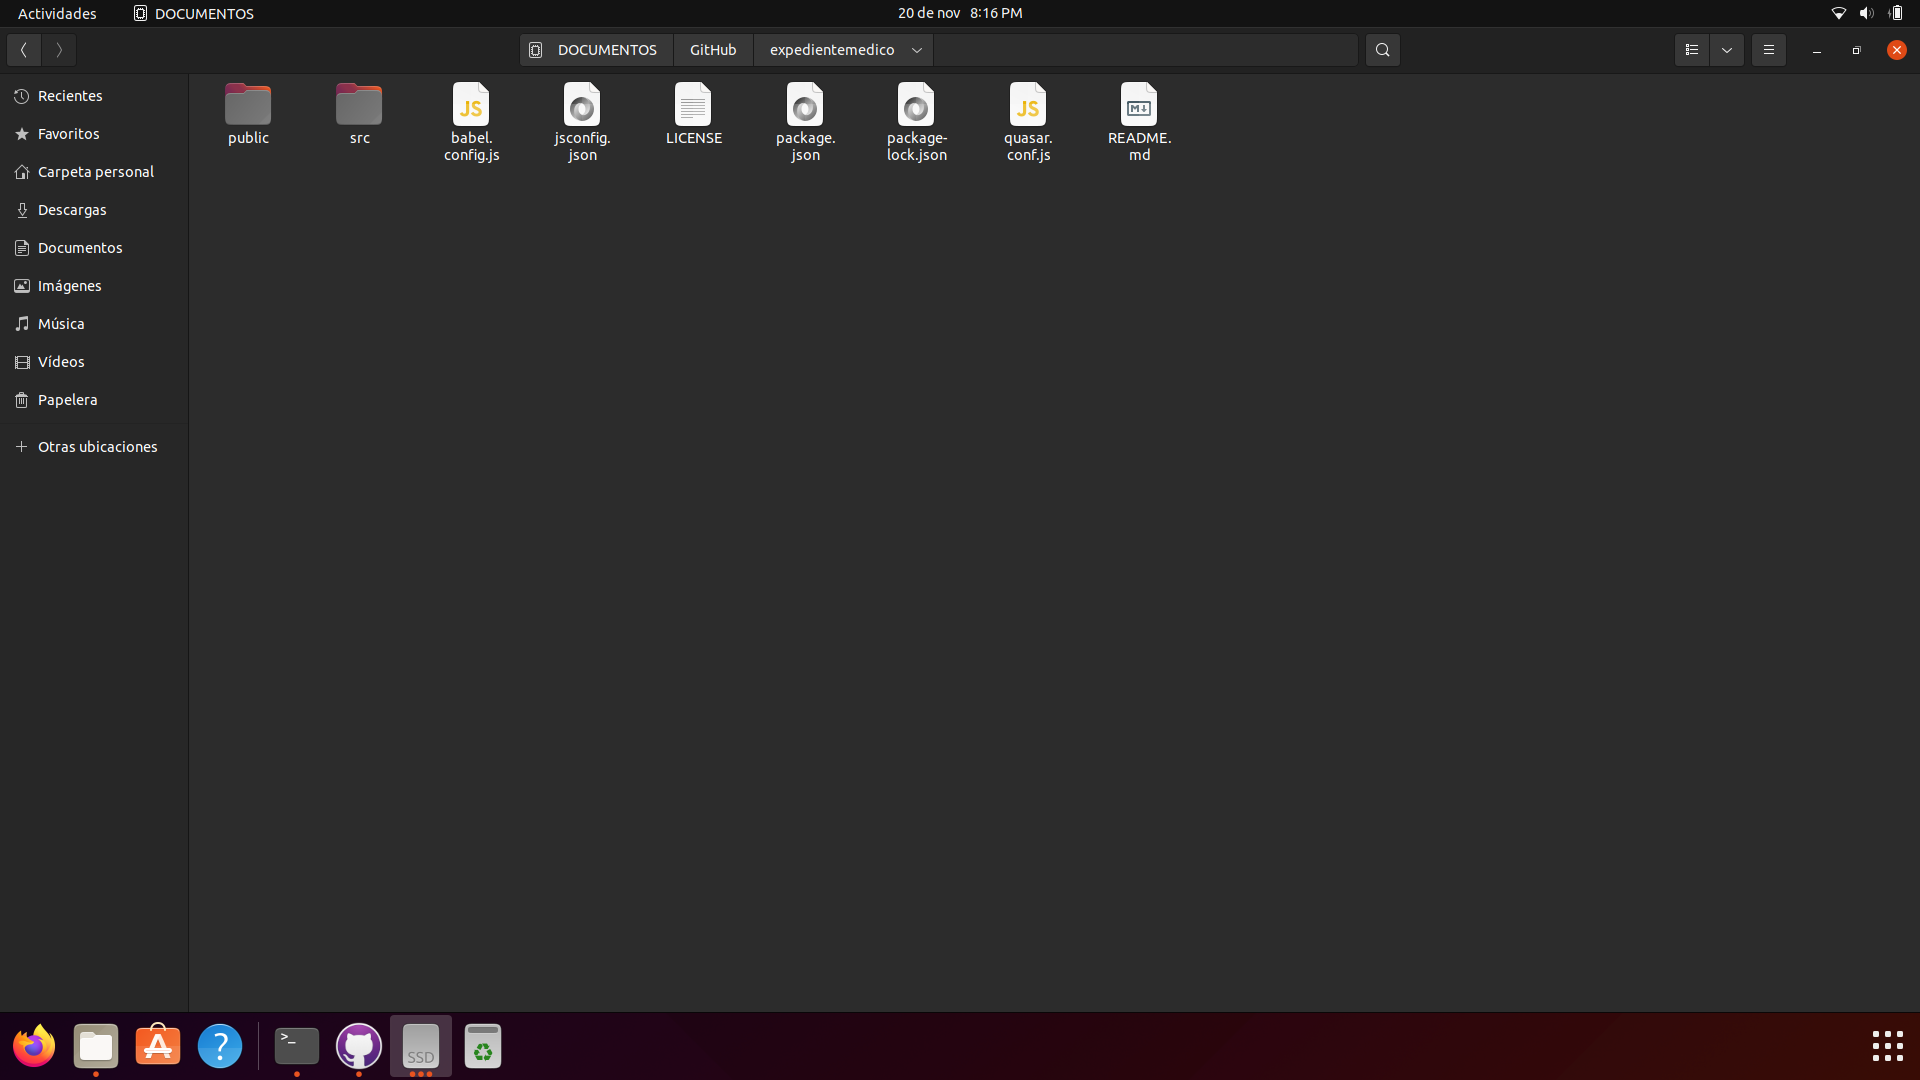 Actividades
DOCUMENTOS
20 de nov 8:16 PM
DOCUMENTOS
GitHub
expedientemedico
Recientes
Favoritos
Carpeta personal
Descargas
Documentos
Imágenes
Música
Vídeos
Papelera
Otras ubicaciones
public
src
JS
babel.
config.js
jsconfig.
json
LICENSE
package.
json
package-
lock.json
JS
quasar.
conf.js
M
README.
md
?
>_
SSD